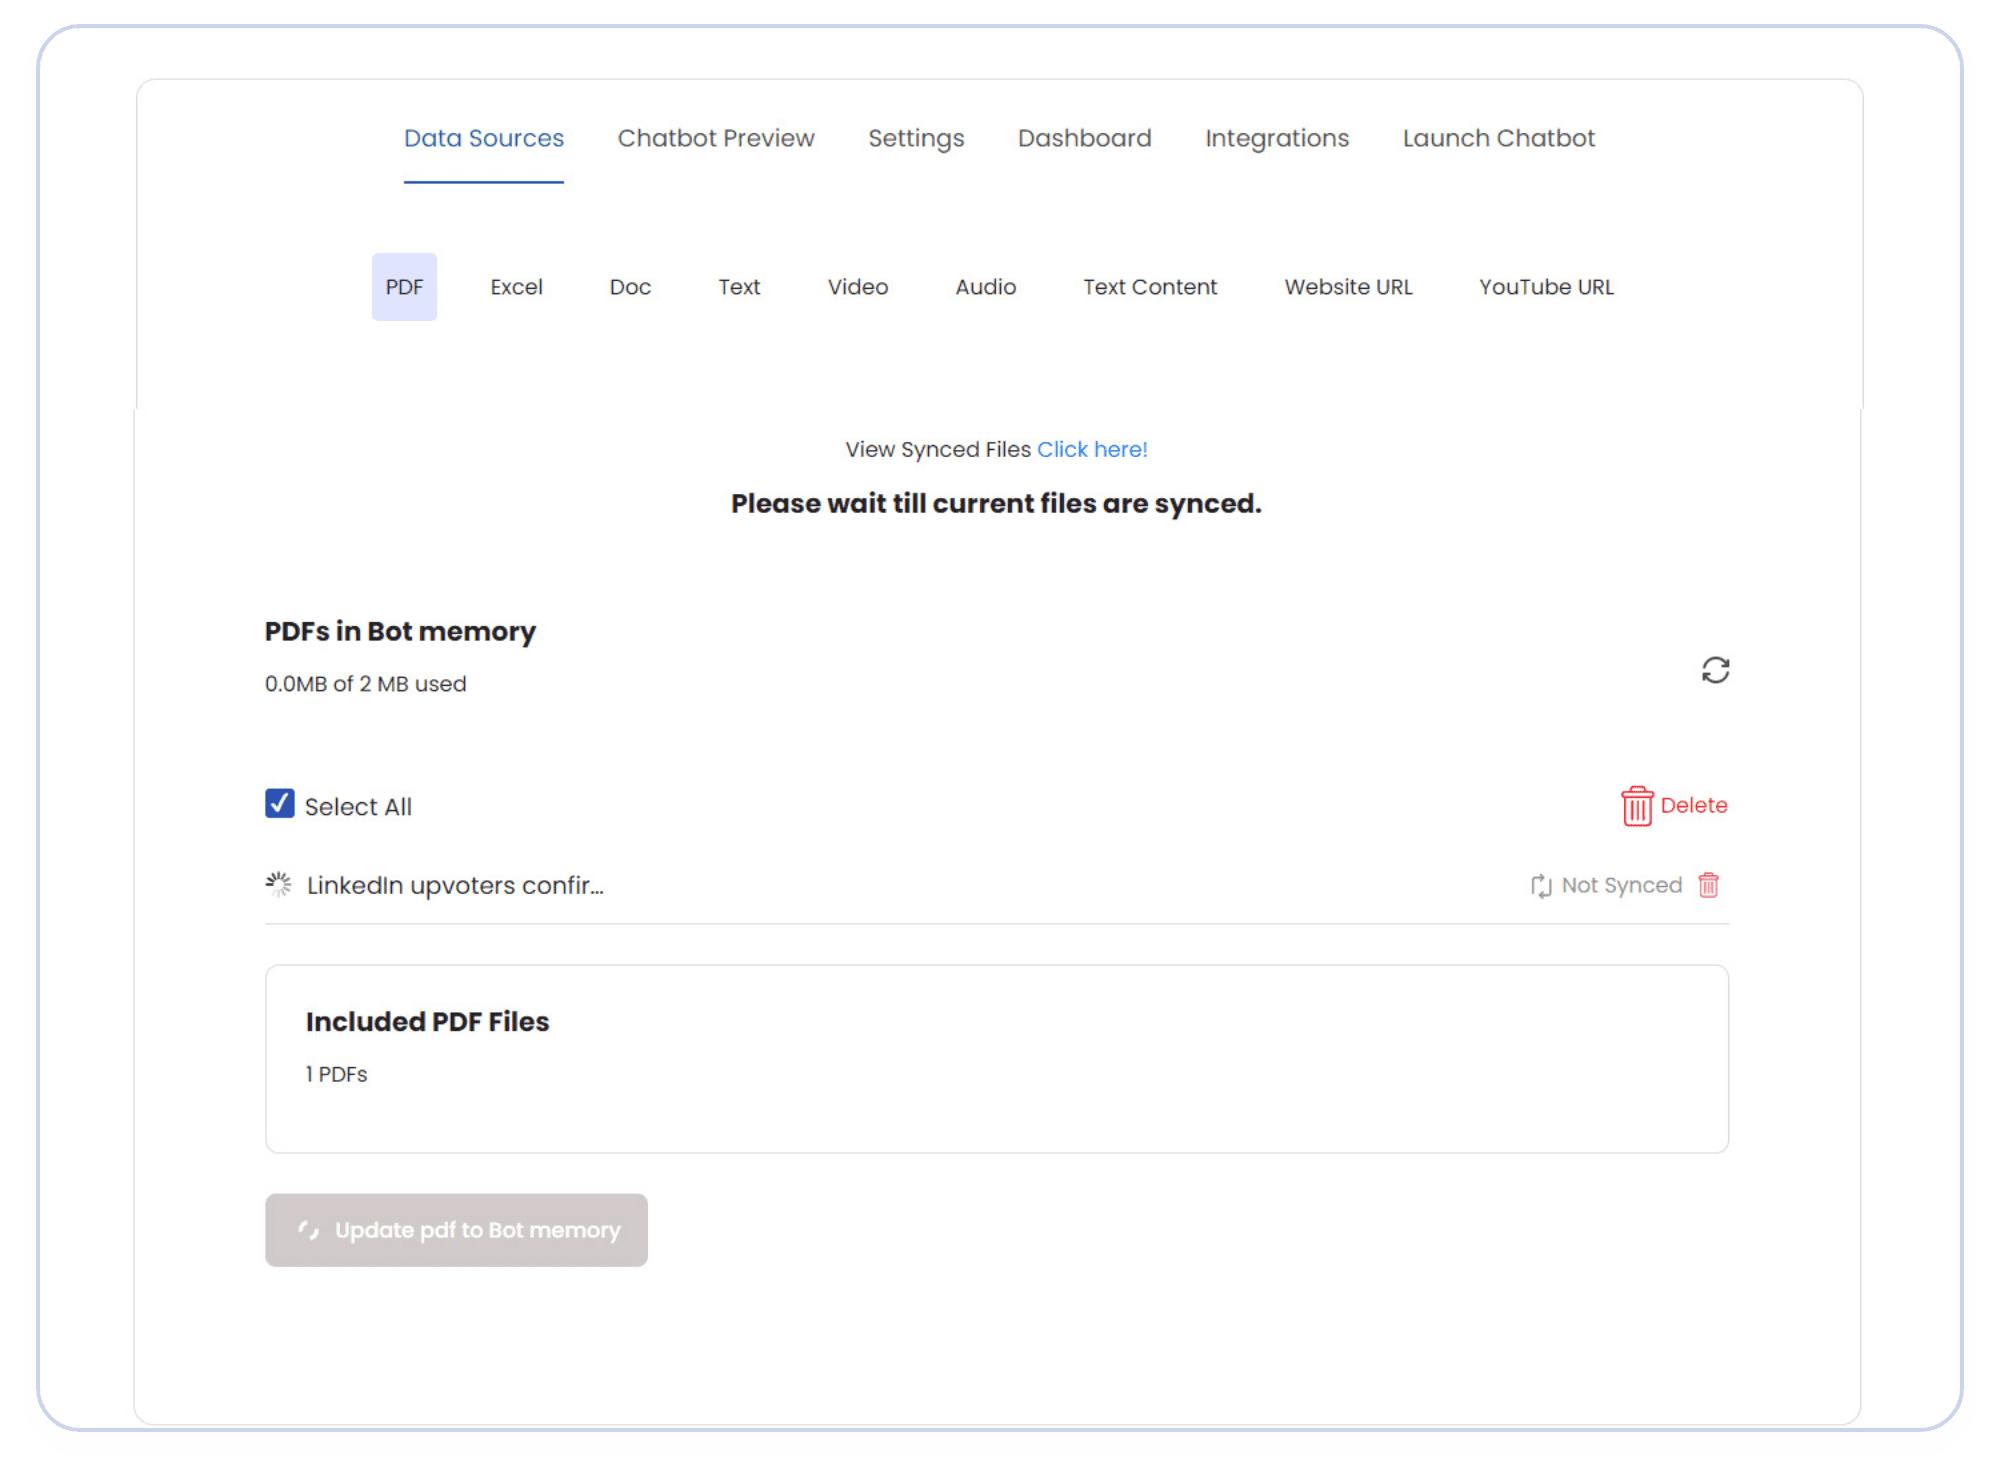 Data Sources Chatbot Preview Settings Dashboard Integrations Launch Chatbot
PDF Excel Doc Text Video Audio Text Content Website URL YouTube URL
View Synced Files Click here!
Please wait till current files are synced.
PDFs in Bot memory
0.0MB of 2 MB used
Select All Delete
LinkedIn upvoters confir... Not Synced
Included PDF Files
1 PDFs
Update pdf to Bot memory